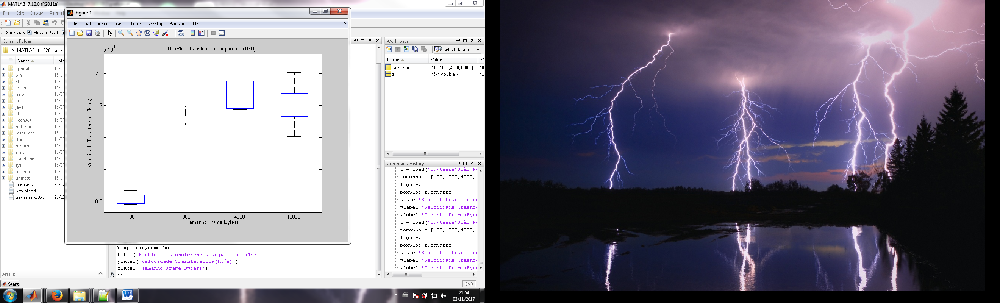 MATLAB 7.12.0 (R2011a)
File Edit Debug Parallel
Shortcuts How to Add
Current Folder
« MATLAB ▸ R2011a ▸
Name Date
appdata 16/07
bin 16/07
etc 16/07
extern 16/07
help 16/07
ja 16/07
java 16/07
lib 16/07
licenses 16/07
notebook 16/07
resources 16/07
rtw 16/07
runtime 16/07
simulink 16/07
stateflow 16/07
sys 16/07
toolbox 16/07
uninstall 16/07
license.txt 26/02
patents.txt 09/03
trademarks.txt 26/12
Details
Start
Figure 1
File Edit View Insert Tools Desktop Window Help
x 10^4
BoxPlot - transferencia arquivo de (1GB)
2.5
2
1.5
1
0.5
Velocidade Trasnferencia(Kb/s)
100 1000 4000 10000
Tamanho Frame(Bytes)
boxplot(z,tamanho)
title('BoxPlot - transferencia arquivo de (1GB) ')
ylabel('Velocidade Trasnferencia(Kb/s)')
xlabel('Tamanho Frame(Bytes)')
fx >>
Workspace
Select data to...
Name Value M
tamanho [100,1000,4000,10000] 10
z <6x4 double> 4..
Command History
z = load('C:\Users\João Pe
tamanho = [100,1000,4000,1
figure;
boxplot(z,tamanho)
title('BoxPlot transferenc
ylabel('Velocidade Trasnfe
xlabel('Tamanho Frame(Byte
z = load('C:\Users\João Pe
tamanho = [100,1000,4000,1
figure;
boxplot(z,tamanho)
title('BoxPlot - transfere
ylabel('Velocidade Trasnfe
xlabel('Tamanho Frame(Byte
OVR
PT
21:54
03/11/2017